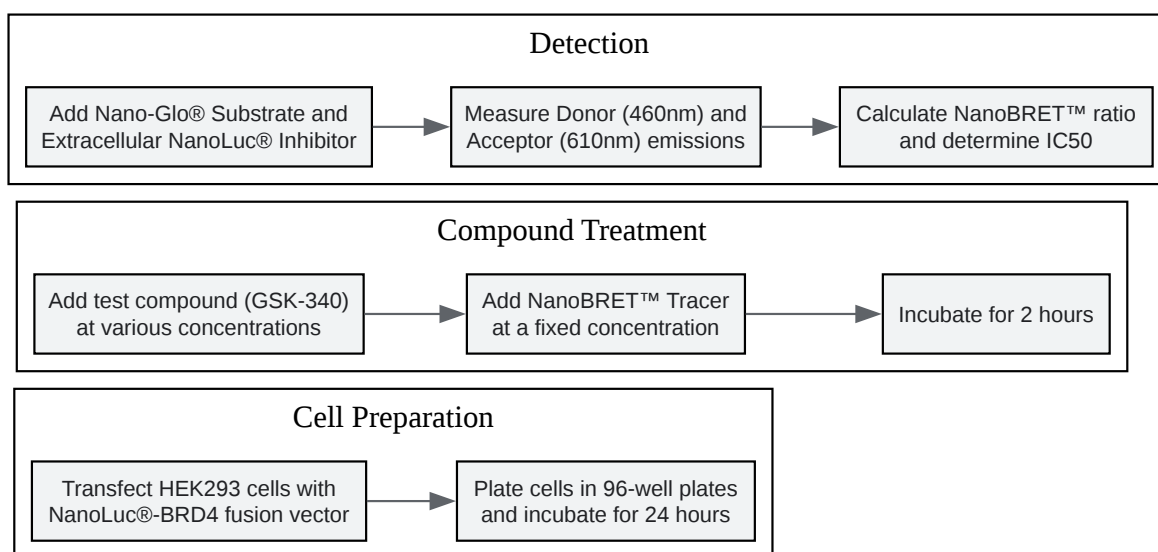 Detection
Add Nano-Glo® Substrate and
Extracellular NanoLuc® Inhibitor
Measure Donor (460nm) and
Acceptor (610nm) emissions
Calculate NanoBRET™ ratio
and determine IC50
Compound Treatment
Add test compound (GSK-340)
at various concentrations
Add NanoBRET™ Tracer
at a fixed concentration
Incubate for 2 hours
Cell Preparation
Transfect HEK293 cells with
NanoLuc®-BRD4 fusion vector
Plate cells in 96-well plates
and incubate for 24 hours